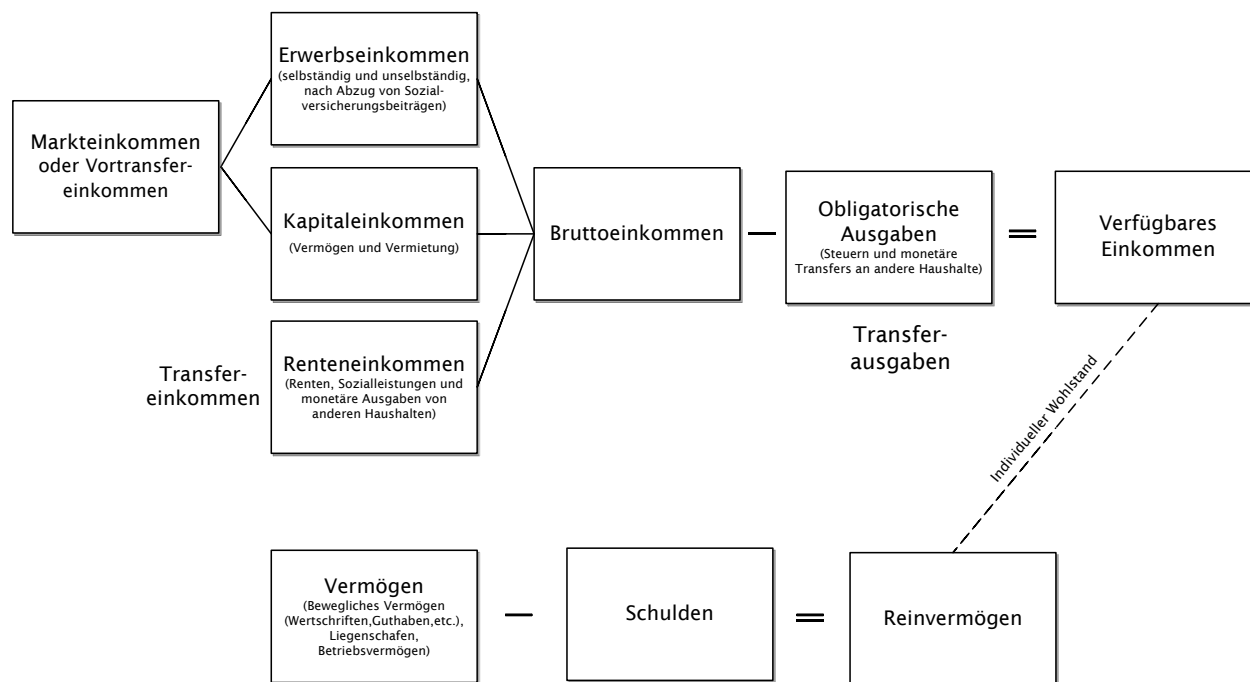 Markteinkommen
oder Vortransfer-
einkommen
Erwerbseinkommen
(selbständig und unselbständig,
nach Abzug von Sozial-
versicherungsbeiträgen)
Kapitaleinkommen
(Vermögen und Vermietung)
Transfer-
einkommen
Renteneinkommen
(Renten, Sozialleistungen und
monetäre Ausgaben von
anderen Haushalten)
Bruttoeinkommen
—
Obligatorische
Ausgaben
(Steuern und monetäre
Transfers an andere Haushalte)
Transfer-
ausgaben
=
Verfügbares
Einkommen
Individueller Wohlstand
Vermögen
(Bewegliches Vermögen
(Wertschriften,Guthaben,etc.),
Liegenschafen,
Betriebsvermögen)
—
Schulden
=
Reinvermögen